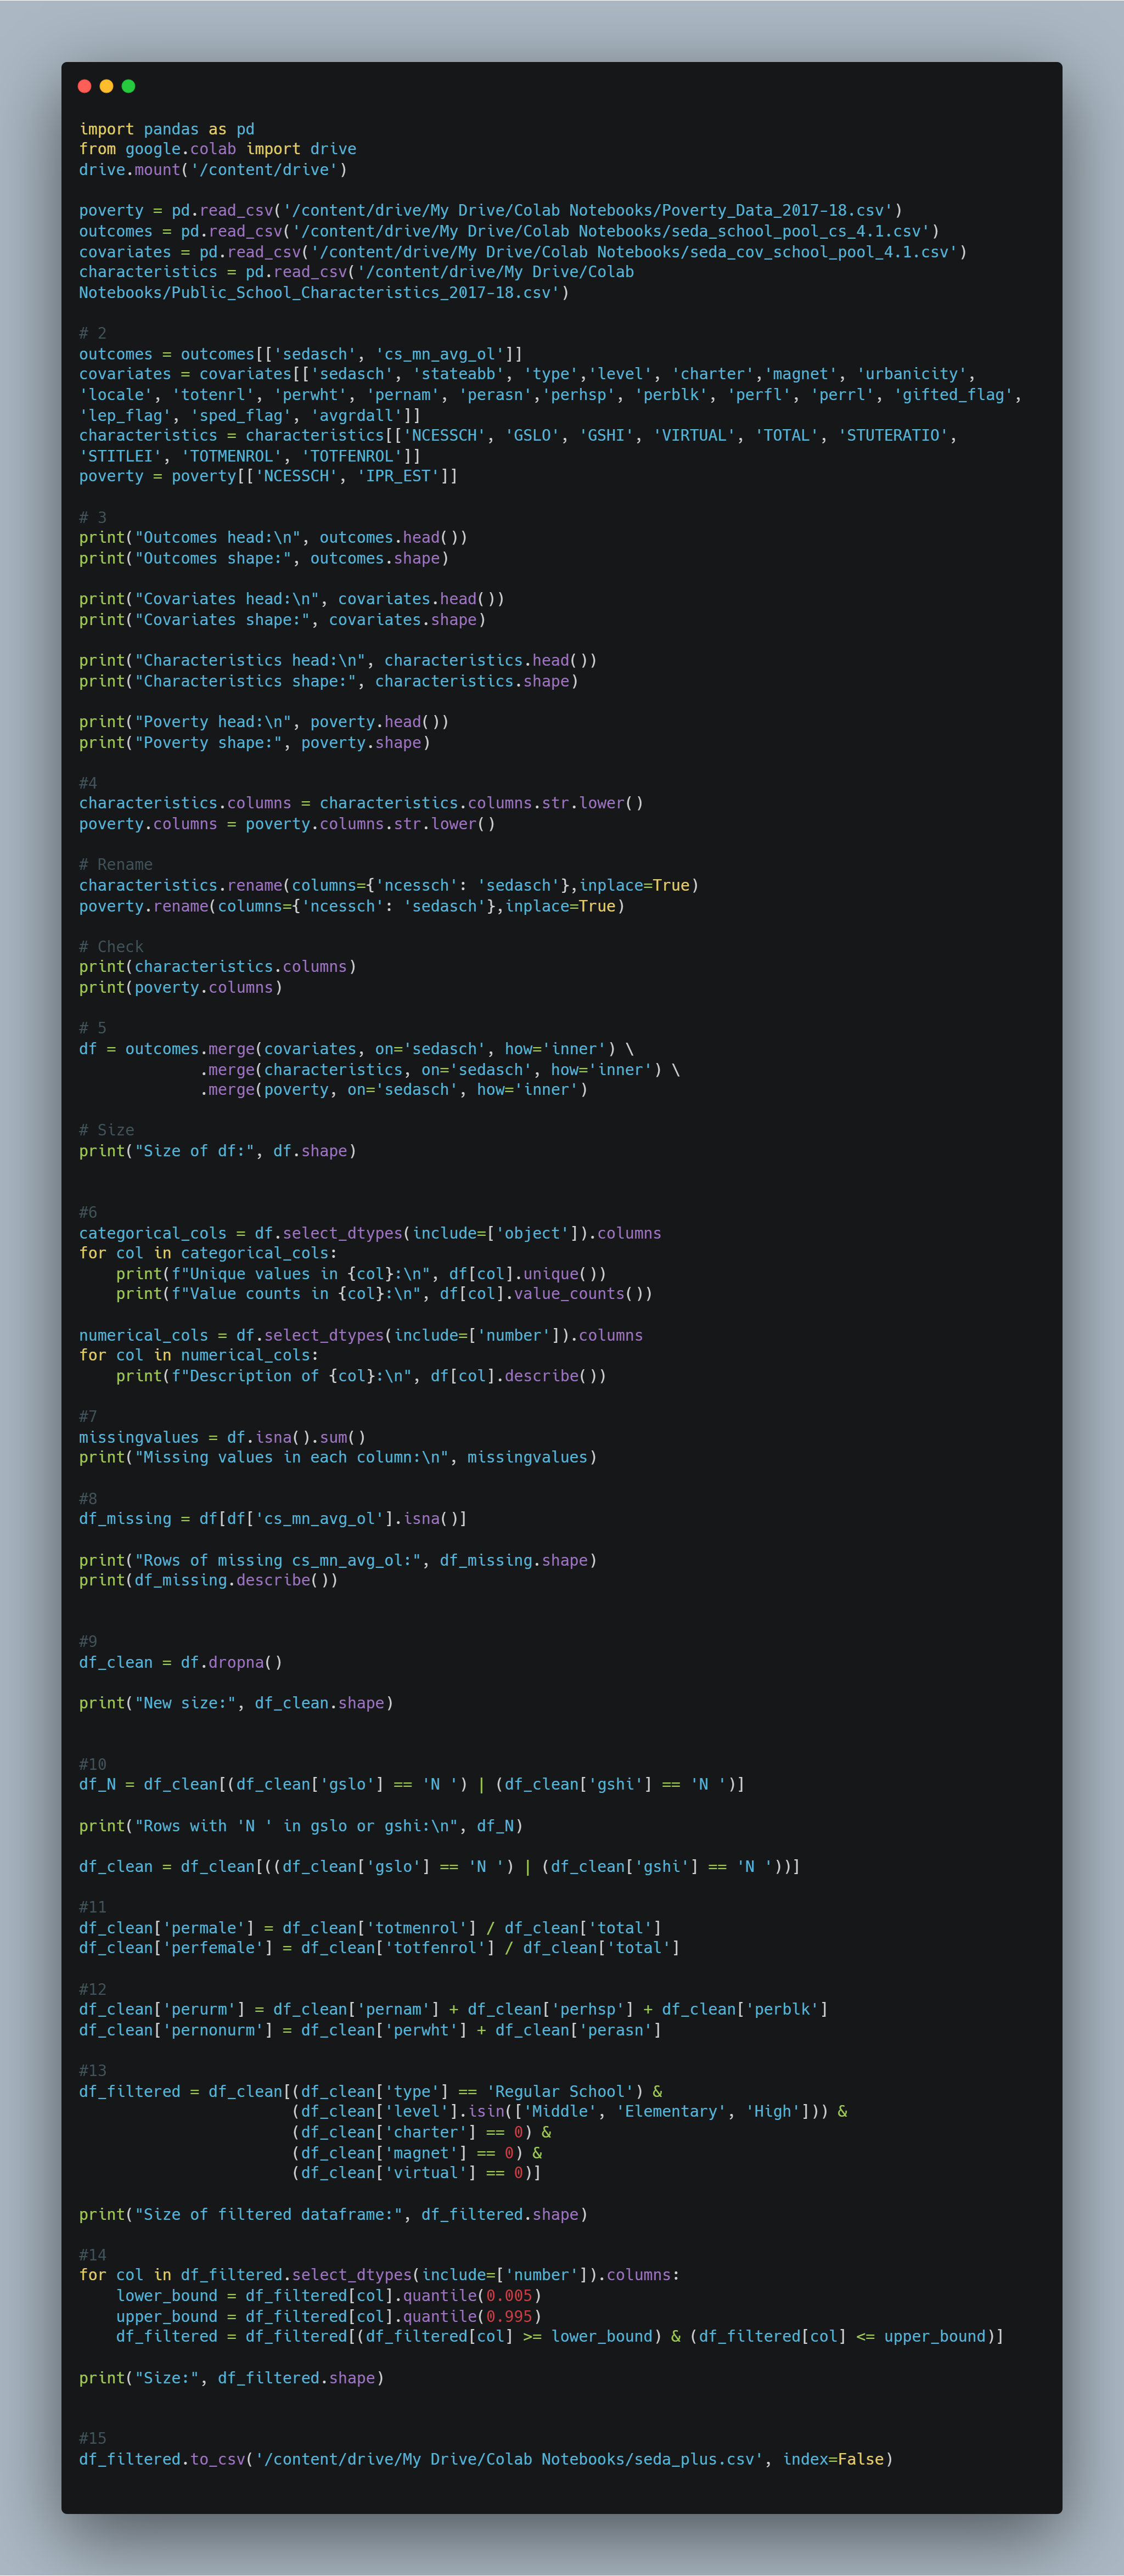 import pandas as pd
from google.colab import drive
drive.mount('/content/drive')

poverty = pd.read_csv('/content/drive/My Drive/Colab Notebooks/Poverty_Data_2017-18.csv')
outcomes = pd.read_csv('/content/drive/My Drive/Colab Notebooks/seda_school_pool_cs_4.1.csv')
covariates = pd.read_csv('/content/drive/My Drive/Colab Notebooks/seda_cov_school_pool_4.1.csv')
characteristics = pd.read_csv('/content/drive/My Drive/Colab
Notebooks/Public_School_Characteristics_2017-18.csv')

# 2
outcomes = outcomes[['sedasch', 'cs_mn_avg_ol']]
covariates = covariates[['sedasch', 'stateabb', 'type','level', 'charter','magnet', 'urbanicity',
'locale', 'totenrl', 'perwht', 'pernam', 'perasn','perhsp', 'perblk', 'perfl', 'perrl', 'gifted_flag',
'lep_flag', 'sped_flag', 'avgrdall']]
characteristics = characteristics[['NCESSCH', 'GSLO', 'GSHI', 'VIRTUAL', 'TOTAL', 'STUTERATIO',
'STITLEI', 'TOTMENROL', 'TOTFENROL']]
poverty = poverty[['NCESSCH', 'IPR_EST']]

# 3
print("Outcomes head:\n", outcomes.head())
print("Outcomes shape:", outcomes.shape)

print("Covariates head:\n", covariates.head())
print("Covariates shape:", covariates.shape)

print("Characteristics head:\n", characteristics.head())
print("Characteristics shape:", characteristics.shape)

print("Poverty head:\n", poverty.head())
print("Poverty shape:", poverty.shape)

#4
characteristics.columns = characteristics.columns.str.lower()
poverty.columns = poverty.columns.str.lower()

# Rename
characteristics.rename(columns={'ncessch': 'sedasch'},inplace=True)
poverty.rename(columns={'ncessch': 'sedasch'},inplace=True)

# Check
print(characteristics.columns)
print(poverty.columns)

# 5
df = outcomes.merge(covariates, on='sedasch', how='inner') \
             .merge(characteristics, on='sedasch', how='inner') \
             .merge(poverty, on='sedasch', how='inner')

# Size
print("Size of df:", df.shape)


#6
categorical_cols = df.select_dtypes(include=['object']).columns
for col in categorical_cols:
    print(f"Unique values in {col}:\n", df[col].unique())
    print(f"Value counts in {col}:\n", df[col].value_counts())

numerical_cols = df.select_dtypes(include=['number']).columns
for col in numerical_cols:
    print(f"Description of {col}:\n", df[col].describe())

#7
missingvalues = df.isna().sum()
print("Missing values in each column:\n", missingvalues)

#8
df_missing = df[df['cs_mn_avg_ol'].isna()]

print("Rows of missing cs_mn_avg_ol:", df_missing.shape)
print(df_missing.describe())


#9
df_clean = df.dropna()

print("New size:", df_clean.shape)


#10
df_N = df_clean[(df_clean['gslo'] == 'N ') | (df_clean['gshi'] == 'N ')]

print("Rows with 'N ' in gslo or gshi:\n", df_N)

df_clean = df_clean[((df_clean['gslo'] == 'N ') | (df_clean['gshi'] == 'N '))]

#11
df_clean['permale'] = df_clean['totmenrol'] / df_clean['total']
df_clean['perfemale'] = df_clean['totfenrol'] / df_clean['total']

#12
df_clean['perurm'] = df_clean['pernam'] + df_clean['perhsp'] + df_clean['perblk']
df_clean['pernonurm'] = df_clean['perwht'] + df_clean['perasn']

#13
df_filtered = df_clean[(df_clean['type'] == 'Regular School') &
                       (df_clean['level'].isin(['Middle', 'Elementary', 'High'])) &
                       (df_clean['charter'] == 0) &
                       (df_clean['magnet'] == 0) &
                       (df_clean['virtual'] == 0)]

print("Size of filtered dataframe:", df_filtered.shape)

#14
for col in df_filtered.select_dtypes(include=['number']).columns:
    lower_bound = df_filtered[col].quantile(0.005)
    upper_bound = df_filtered[col].quantile(0.995)
    df_filtered = df_filtered[(df_filtered[col] >= lower_bound) & (df_filtered[col] <= upper_bound)]

print("Size:", df_filtered.shape)


#15
df_filtered.to_csv('/content/drive/My Drive/Colab Notebooks/seda_plus.csv', index=False)